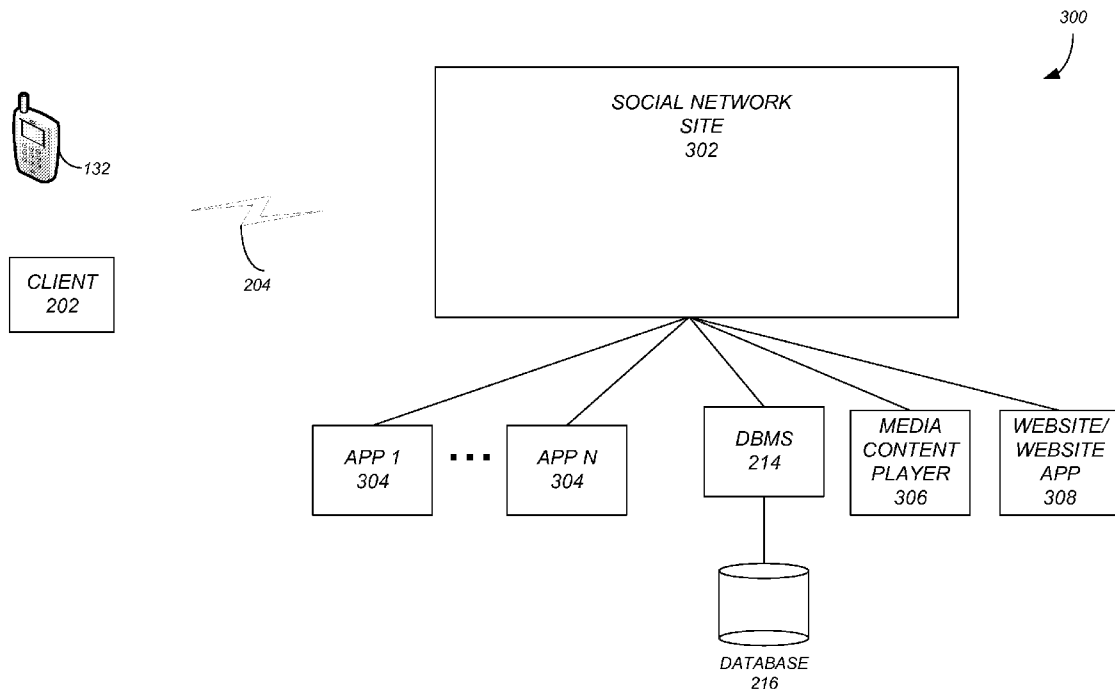 300
SOCIAL NETWORK
SITE
302
132
204
CLIENT
202
APP 1
304
APP N
304
DBMS
214
MEDIA
CONTENT
PLAYER
306
WEBSITE/
WEBSITE
APP
308
DATABASE
216